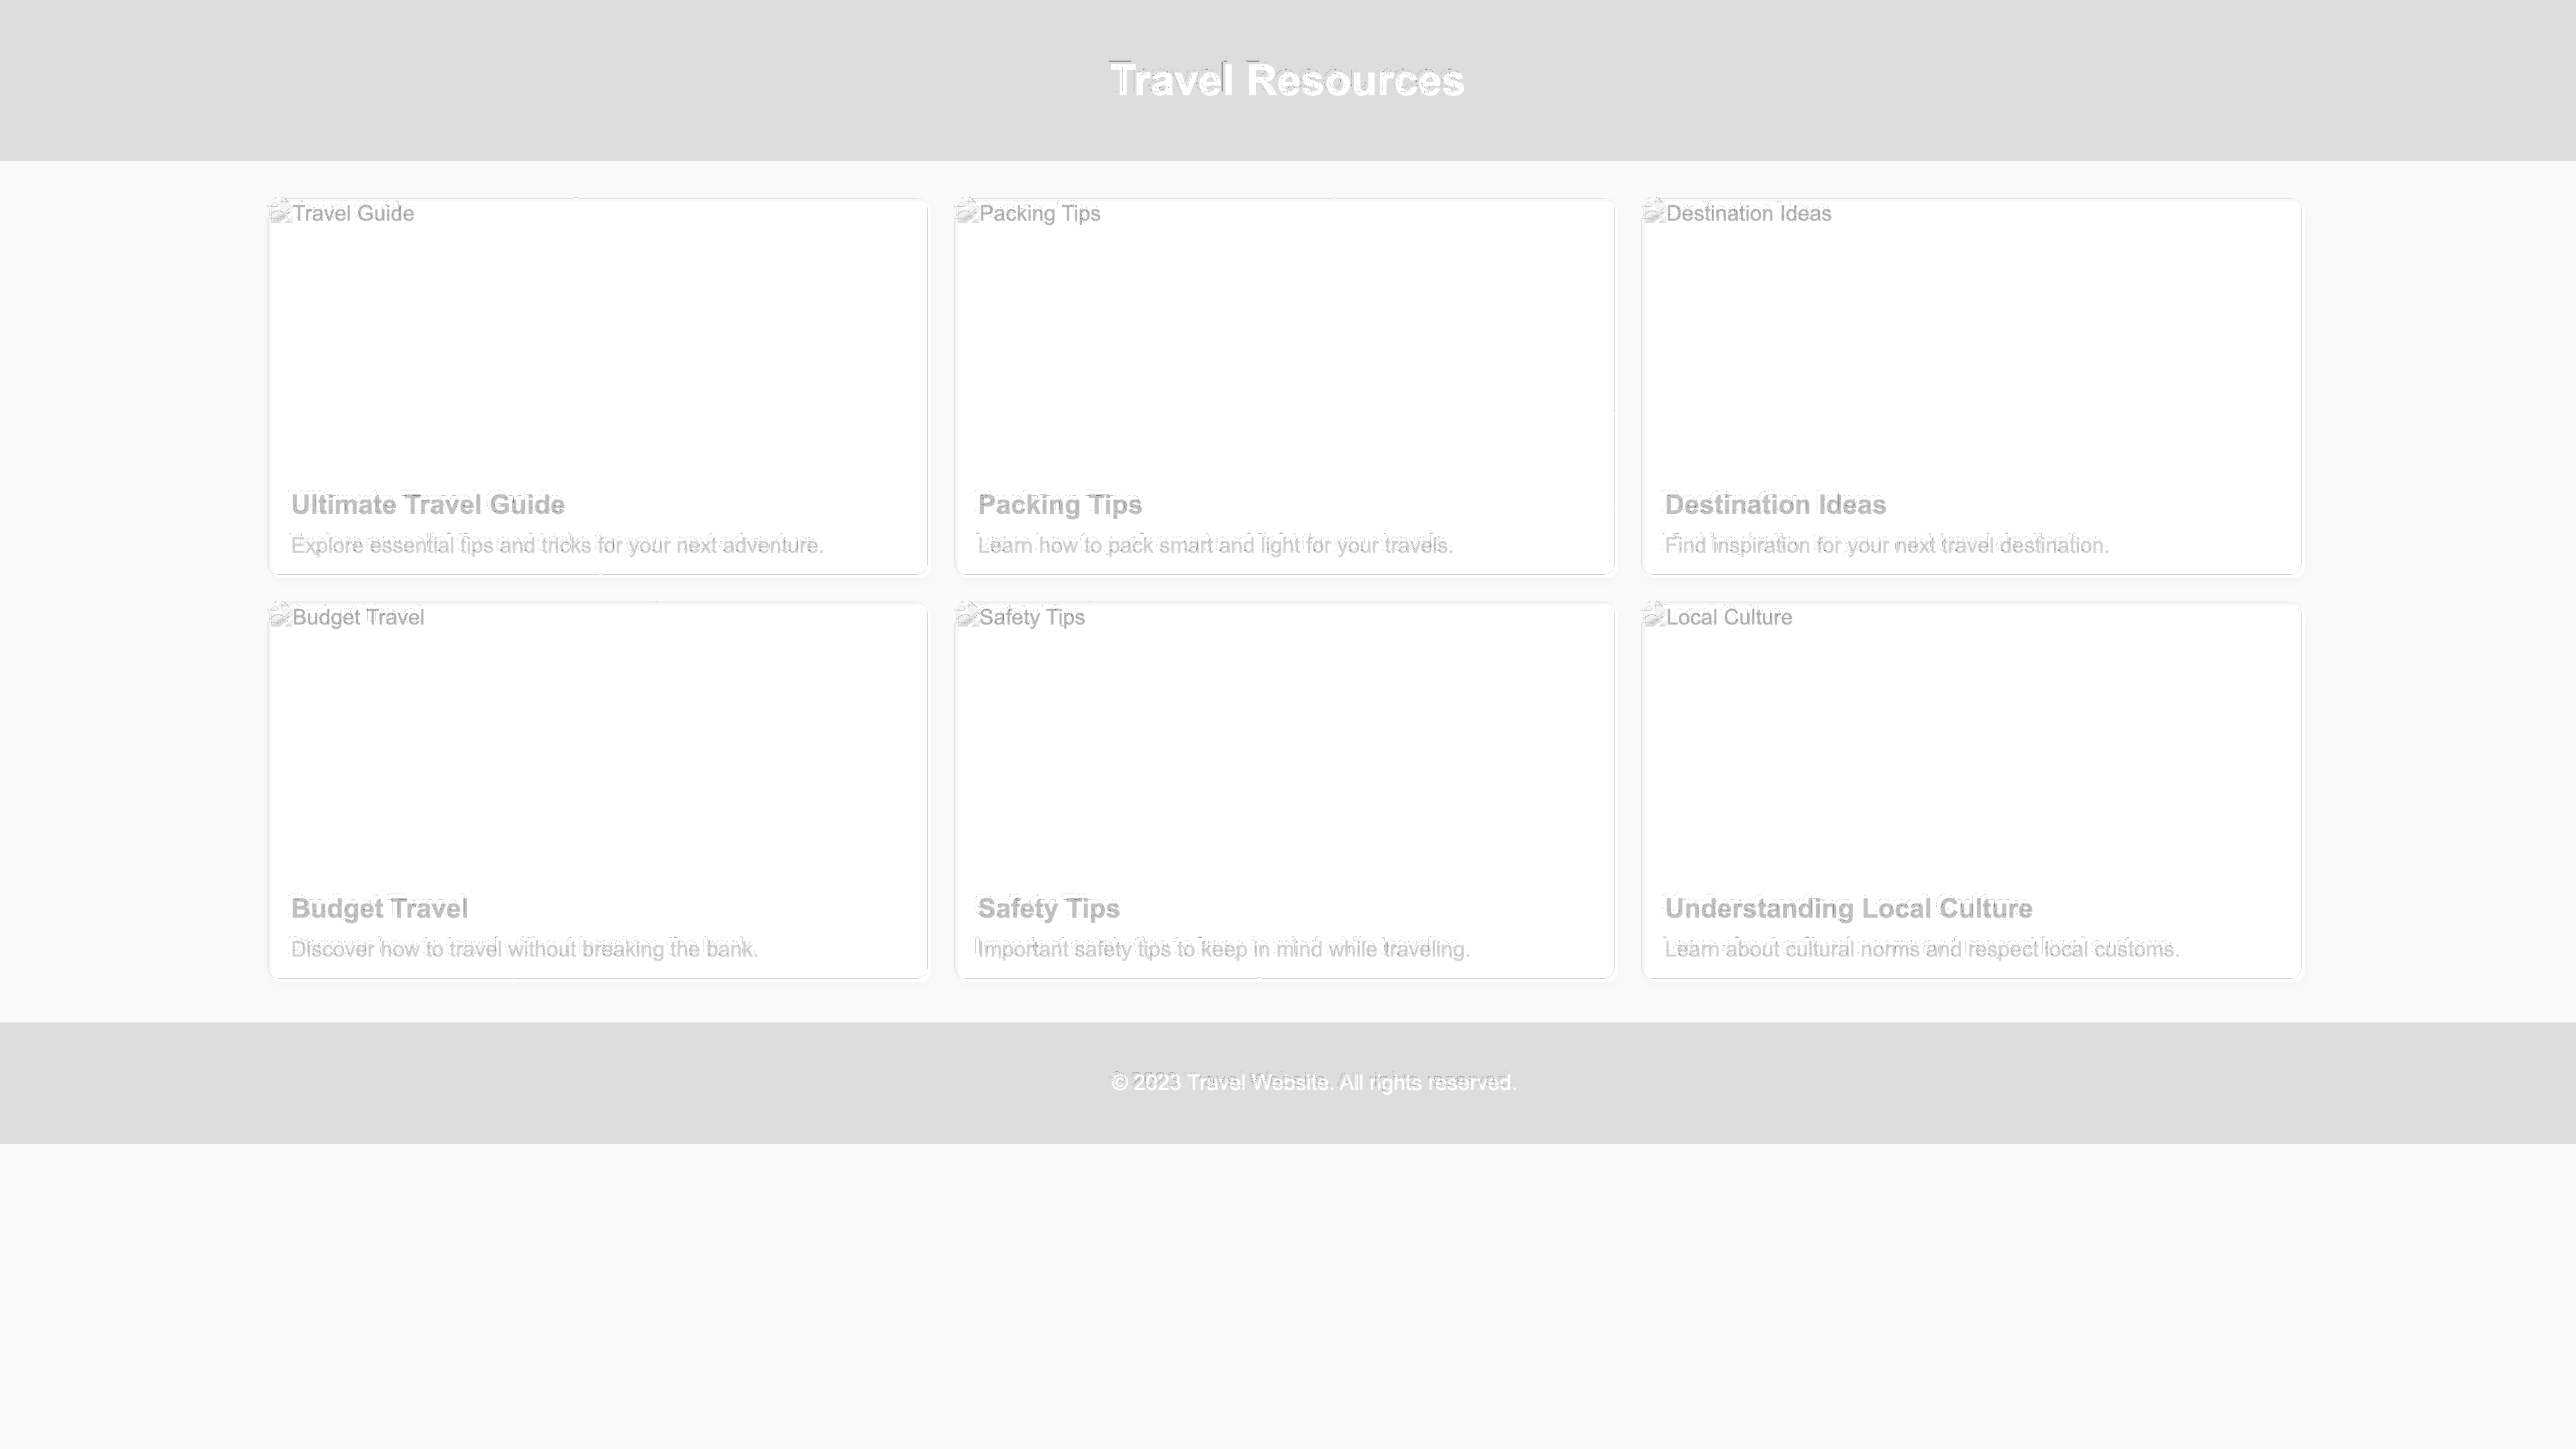 Travel Resources
Travel Guide
Ultimate Travel Guide
Explore essential tips and tricks for your next adventure.
Packing Tips
Packing Tips
Learn how to pack smart and light for your travels.
Destination Ideas
Destination Ideas
Find inspiration for your next travel destination.
Budget Travel
Budget Travel
Discover how to travel without breaking the bank.
Safety Tips
Safety Tips
Important safety tips to keep in mind while traveling.
Local Culture
Understanding Local Culture
Learn about cultural norms and respect local customs.
© 2023 Travel Website. All rights reserved.